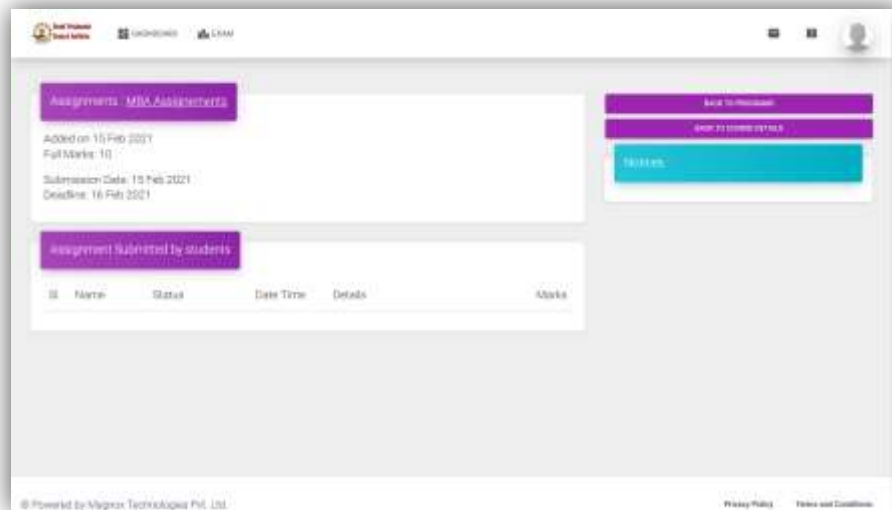 DASHBOARD
EXAM
Assignments : MBA Assignements
Added on 15 Feb 2021
Full Marks: 10
Submission Date: 15 Feb 2021
Deadline: 16 Feb 2021
BACK TO PROGRAMS
BACK TO COURSE DETAILS
Notices
Assignment Submitted by students
Name Status Date Time Details Marks
© Powered by Magnox Technologies Pvt. Ltd.
Privacy Policy Terms and Conditions